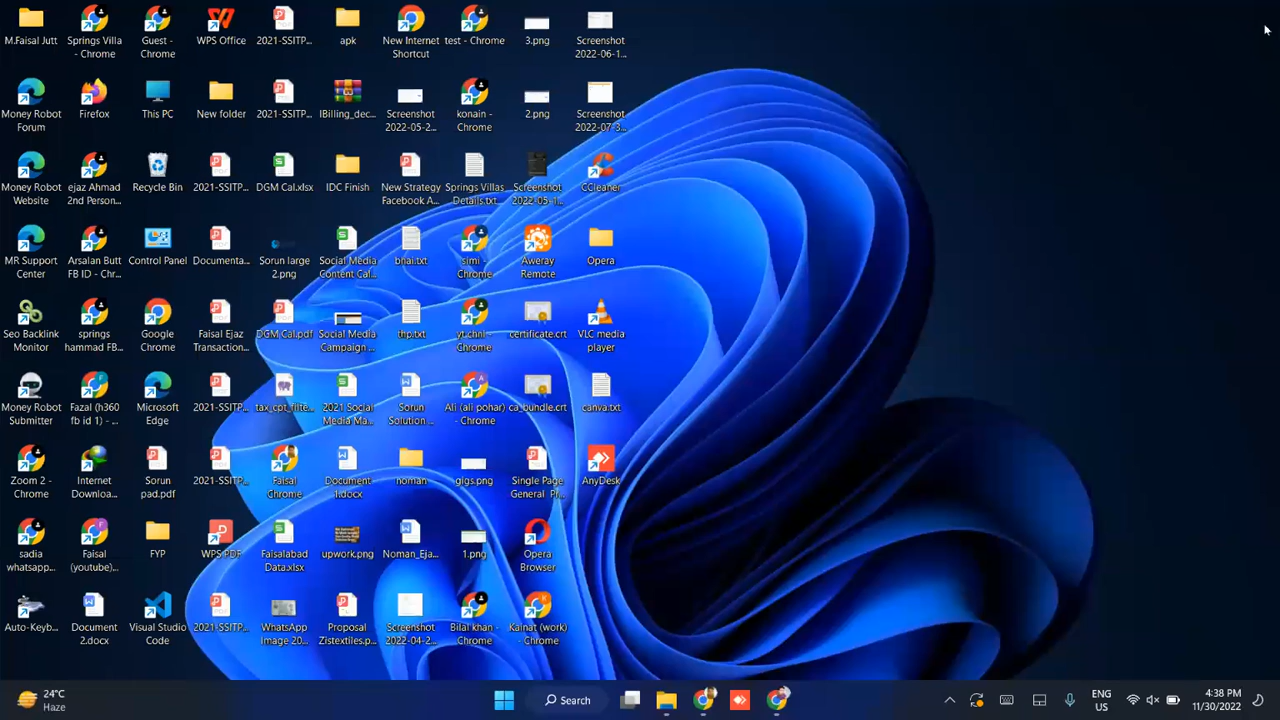 M.Faisal Jutt
Springs Villa - Chrome
Guest - Chrome
WPS Office
2021-SSITP...
apk
New Internet Shortcut
test - Chrome
3.png
Screenshot 2022-06-1...
Money Robot Forum
Firefox
This PC
New folder
2021-SSITP...
IBilling_dec...
Screenshot 2022-05-2...
konain - Chrome
2.png
Screenshot 2022-07-3...
Money Robot Website
ejaz Ahmad 2nd Person...
Recycle Bin
2021-SSITP...
DGM Cal.xlsx
IDC Finish
New Strategy Facebook A...
Springs Villas Details.txt
Screenshot 2022-05-1...
CCleaner
MR Support Center
Arsalan Butt FB ID - Chr...
Control Panel
Documenta...
Sorun large 2.png
Social Media Content Cal...
bhai.txt
simi - Chrome
Aweray Remote
Opera
Seo Backlink Monitor
springs hammad FB...
Google Chrome
Faisal Ejaz Transaction...
DGM Cal.pdf
Social Media Campaign ...
thp.txt
yt chnl - Chrome
certificate.crt
VLC media player
Money Robot Submitter
Fazal (h360 fb id 1) - ...
Microsoft Edge
2021-SSITP...
tax_cpt_filte...
2021 Social Media Ma...
Sorun Solution ...
Ali (ali pohar) - Chrome
ca_bundle.crt
canva.txt
Zoom 2 - Chrome
Internet Downloa...
Sorun pad.pdf
2021-SSITP...
Faisal Chrome
Document 1.docx
noman
gigs.png
Single Page General Pr...
AnyDesk
sadia whatsapp...
Faisal (youtube)...
FYP
WPS PDF
Faisalabad Data.xlsx
upwork.png
Noman_Eja...
1.png
Opera Browser
Auto-Keyb...
Document 2.docx
Visual Studio Code
2021-SSITP...
WhatsApp Image 20...
Proposal Zistextiles.p...
Screenshot 2022-04-2...
Bilal khan - Chrome
Kainat (work) - Chrome
24°C
Haze
Search
ENG
US
4:38 PM
11/30/2022